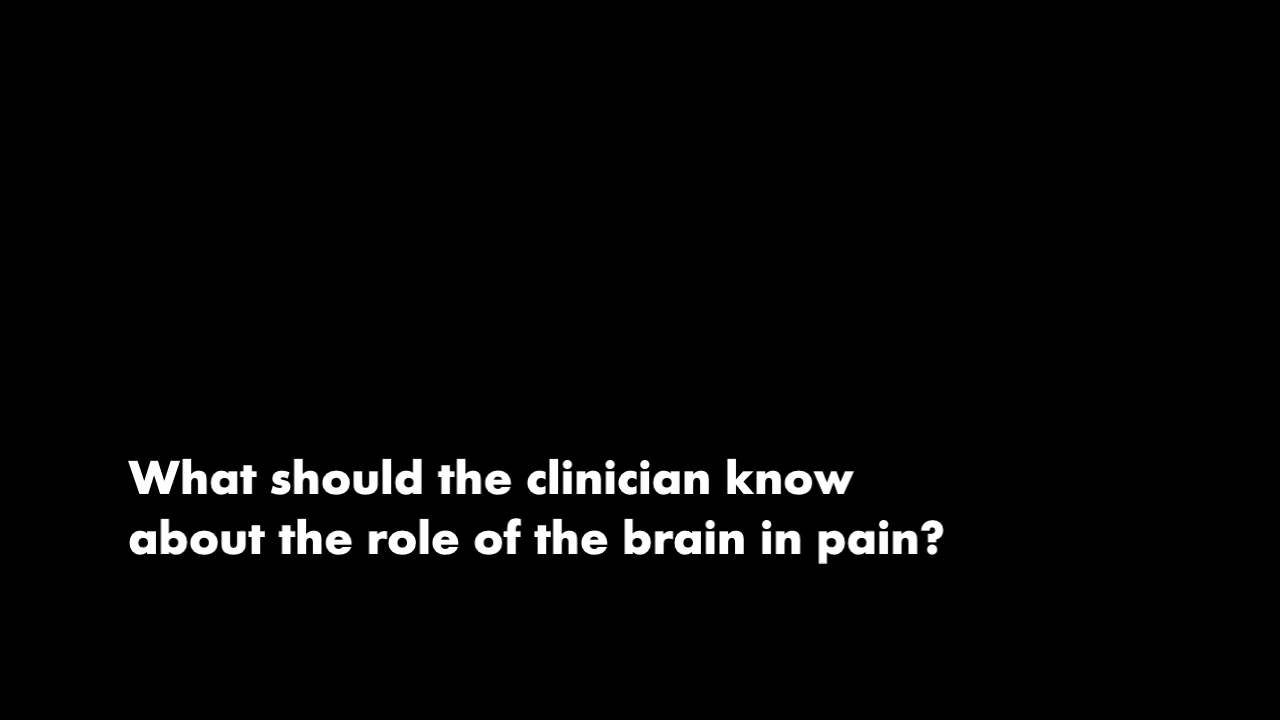 What should the clinician know
about the role of the brain in pain?